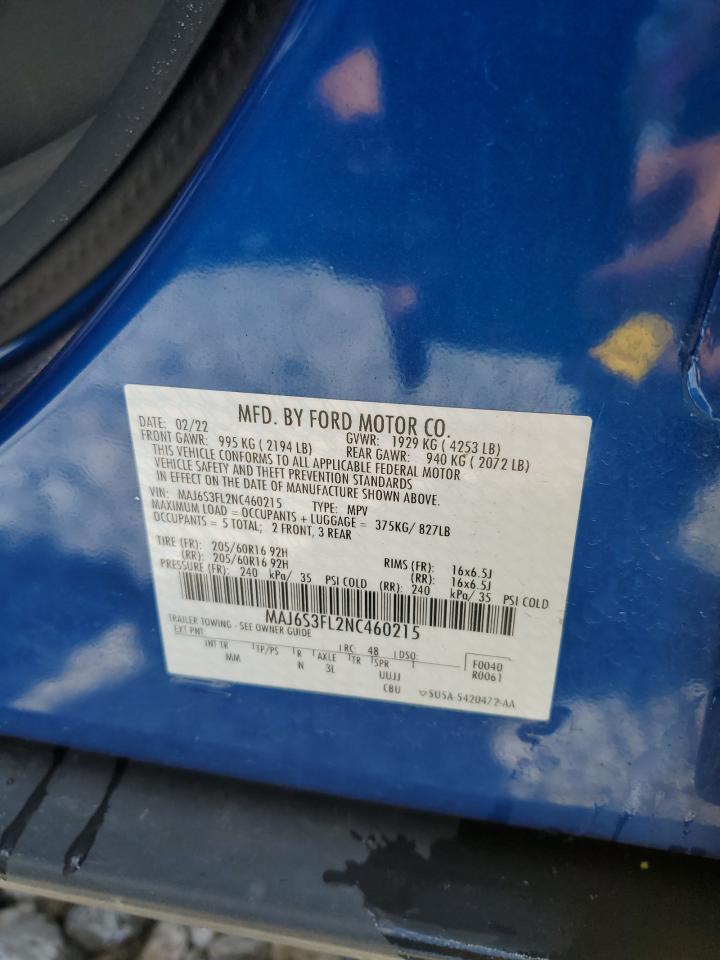 MFD. BY FORD MOTOR CO.
DATE: 02/22 GVWR: 1929 KG ( 4253 LB)
FRONT GAWR: 995 KG ( 2194 LB) REAR GAWR: 940 KG ( 2072 LB)
THIS VEHICLE CONFORMS TO ALL APPLICABLE FEDERAL MOTOR
VEHICLE SAFETY AND THEFT PREVENTION STANDARDS
IN EFFECT ON THE DATE OF MANUFACTURE SHOWN ABOVE.
VIN: MAJ6S3FL2NC460215 TYPE: MPV
MAXIMUM LOAD = OCCUPANTS + LUGGAGE = 375KG/ 827LB
OCCUPANTS = 5 TOTAL; 2 FRONT, 3 REAR
TIRE (FR): 205/60R16 92H RIMS (FR): 16x6.5J
(RR): 205/60R16 92H (RR): 16x6.5J
PRESSURE (FR): 240 kPa/ 35 PSI COLD (RR): 240 kPa/ 35 PSI COLD
MAJ6S3FL2NC460215
TRAILER TOWING - SEE OWNER GUIDE
EXT PNT: RC: 48 DSO: F0040
INT TR TP/PS R AXLE TR SPR R0061
MM N 3L UUJJ
CBU SU5A-5420472-AA